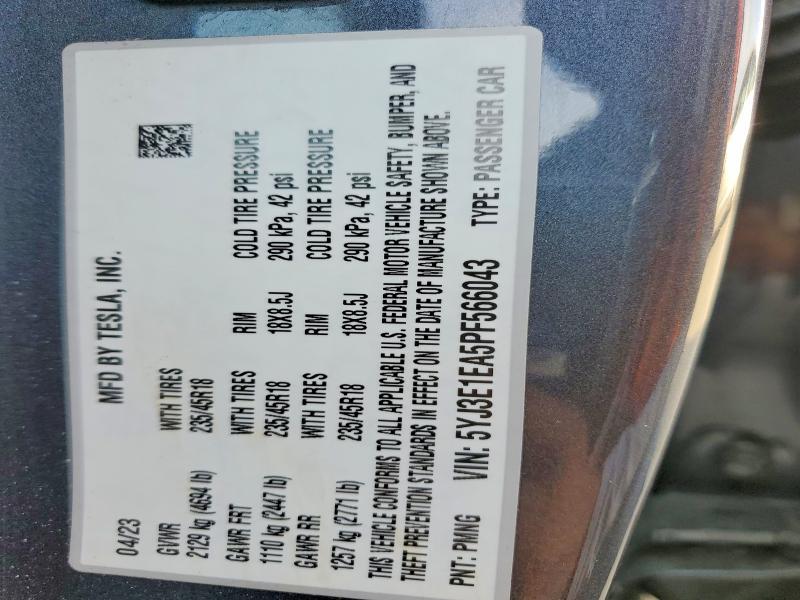 MFD BY TESLA, INC.
04/23
GVWR WITH TIRES
2129 kg (4694 lb) 235/45R18
GAWR FRT WITH TIRES RIM COLD TIRE PRESSURE
1110 kg (2447 lb) 235/45R18 18X8.5J 290 kPa, 42 psi
GAWR RR WITH TIRES RIM COLD TIRE PRESSURE
1257 kg (2771 lb) 235/45R18 18X8.5J 290 kPa, 42 psi
THIS VEHICLE CONFORMS TO ALL APPLICABLE U.S. FEDERAL MOTOR VEHICLE SAFETY, BUMPER, AND
THEFT PREVENTION STANDARDS IN EFFECT ON THE DATE OF MANUFACTURE SHOWN ABOVE.
PNT: PMNG VIN: 5YJ3E1EA5PF566043 TYPE: PASSENGER CAR